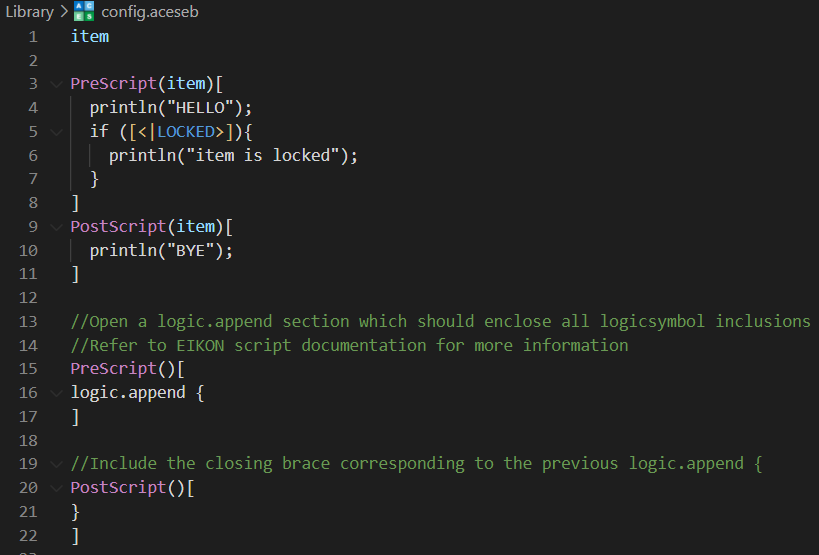 Library > ACES config.aceseb
1 item
2
3 PreScript(item)[
4   println("HELLO");
5   if ([<|LOCKED>]){
6     println("item is locked");
7   }
8 ]
9 PostScript(item)[
10   println("BYE");
11 ]
12
13 //Open a logic.append section which should enclose all logicsymbol inclusions
14 //Refer to EIKON script documentation for more information
15 PreScript()[
16 logic.append {
17 ]
18
19 //Include the closing brace corresponding to the previous logic.append {
20 PostScript()[
21 }
22 ]